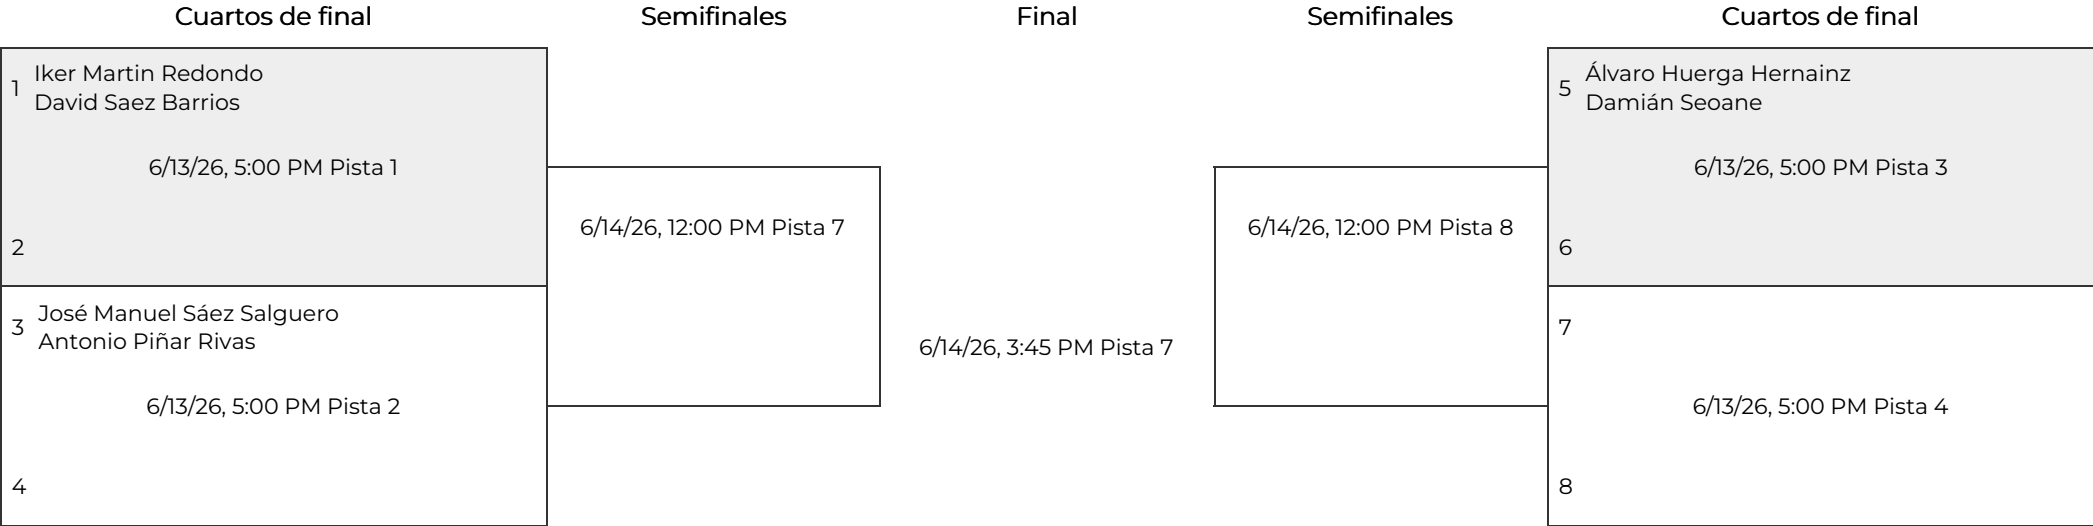 Cuartos de final
Semifinales
Final
Semifinales
Cuartos de final
1
Iker Martin Redondo
David Saez Barrios
6/13/26, 5:00 PM Pista 1
2
3
José Manuel Sáez Salguero
Antonio Piñar Rivas
6/13/26, 5:00 PM Pista 2
4
6/14/26, 12:00 PM Pista 7
6/14/26, 3:45 PM Pista 7
6/14/26, 12:00 PM Pista 8
5
Álvaro Huerga Hernainz
Damián Seoane
6/13/26, 5:00 PM Pista 3
6
7
6/13/26, 5:00 PM Pista 4
8